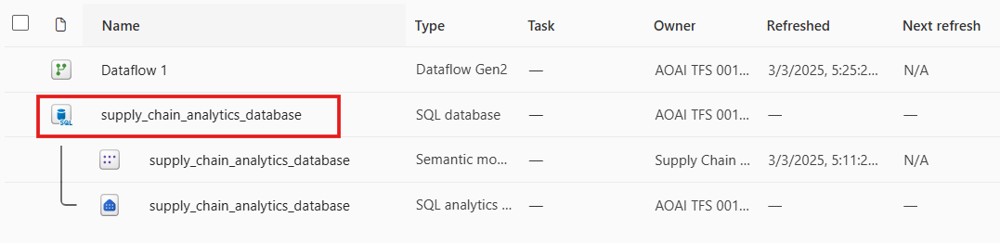 Name Type Task Owner Refreshed Next refresh
Dataflow 1 Dataflow Gen2 — AOAI TFS 001... 3/3/2025, 5:25:2... N/A
SQL supply_chain_analytics_database SQL database — AOAI TFS 001... — —
supply_chain_analytics_database Semantic mo... — Supply Chain ... 3/3/2025, 5:11:2... N/A
supply_chain_analytics_database SQL analytics ... — AOAI TFS 001... — —